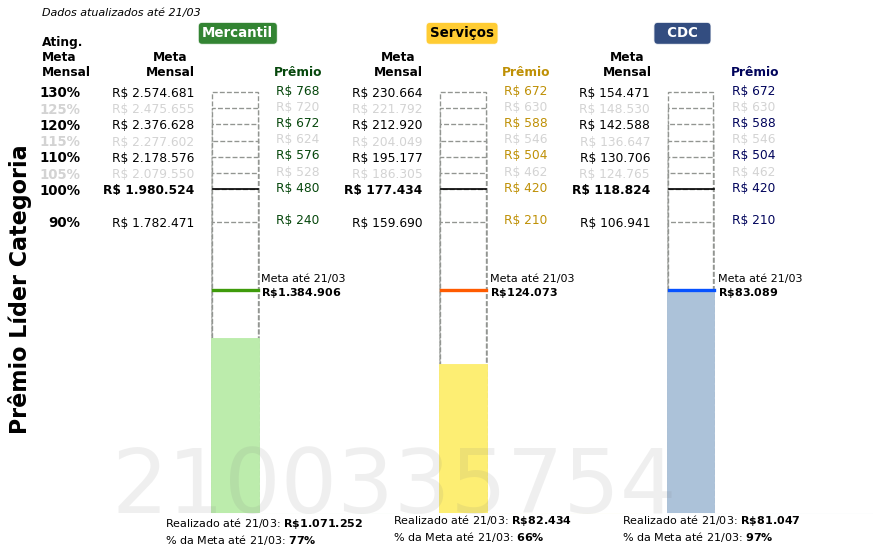 Dados atualizados até 21/03
Mercantil Serviços CDC
Ating. Meta Mensal
Meta Mensal Prêmio Meta Mensal Prêmio Meta Mensal Prêmio
130% R$ 2.574.681 R$ 768 R$ 230.664 R$ 672 R$ 154.471 R$ 672
125% R$ 2.475.655 R$ 720 R$ 221.792 R$ 630 R$ 148.530 R$ 630
120% R$ 2.376.628 R$ 672 R$ 212.920 R$ 588 R$ 142.588 R$ 588
115% R$ 2.277.602 R$ 624 R$ 204.049 R$ 546 R$ 136.647 R$ 546
110% R$ 2.178.576 R$ 576 R$ 195.177 R$ 504 R$ 130.706 R$ 504
105% R$ 2.079.550 R$ 528 R$ 186.305 R$ 462 R$ 124.765 R$ 462
100% R$ 1.980.524 R$ 480 R$ 177.434 R$ 420 R$ 118.824 R$ 420
90% R$ 1.782.471 R$ 240 R$ 159.690 R$ 210 R$ 106.941 R$ 210
Prêmio Líder Categoria
Meta até 21/03 Meta até 21/03 Meta até 21/03
R$1.384.906 R$124.073 R$83.089
2100335754
Realizado até 21/03: R$1.071.252 Realizado até 21/03: R$82.434 Realizado até 21/03: R$81.047
% da Meta até 21/03: 77% % da Meta até 21/03: 66% % da Meta até 21/03: 97%